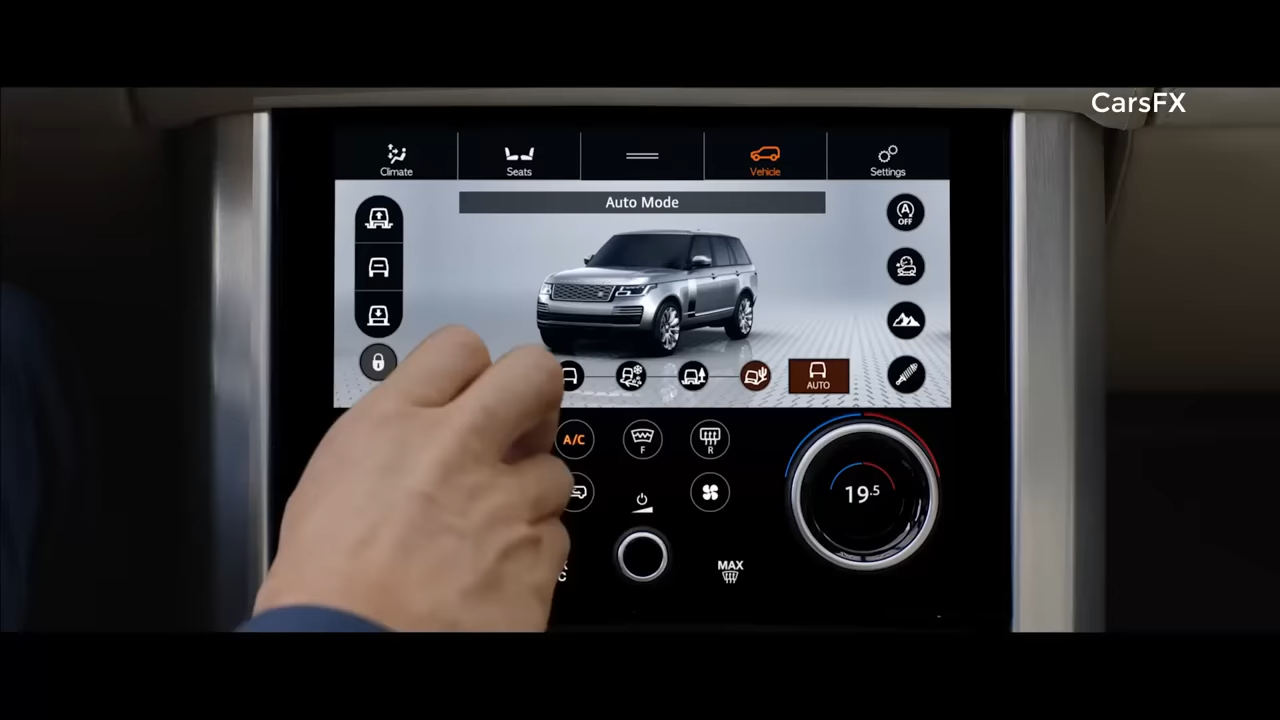 CarsFX
Climate
Seats
Vehicle
Settings
Auto Mode
A
OFF
AUTO
A/C
F
R
19.5
MAX
C